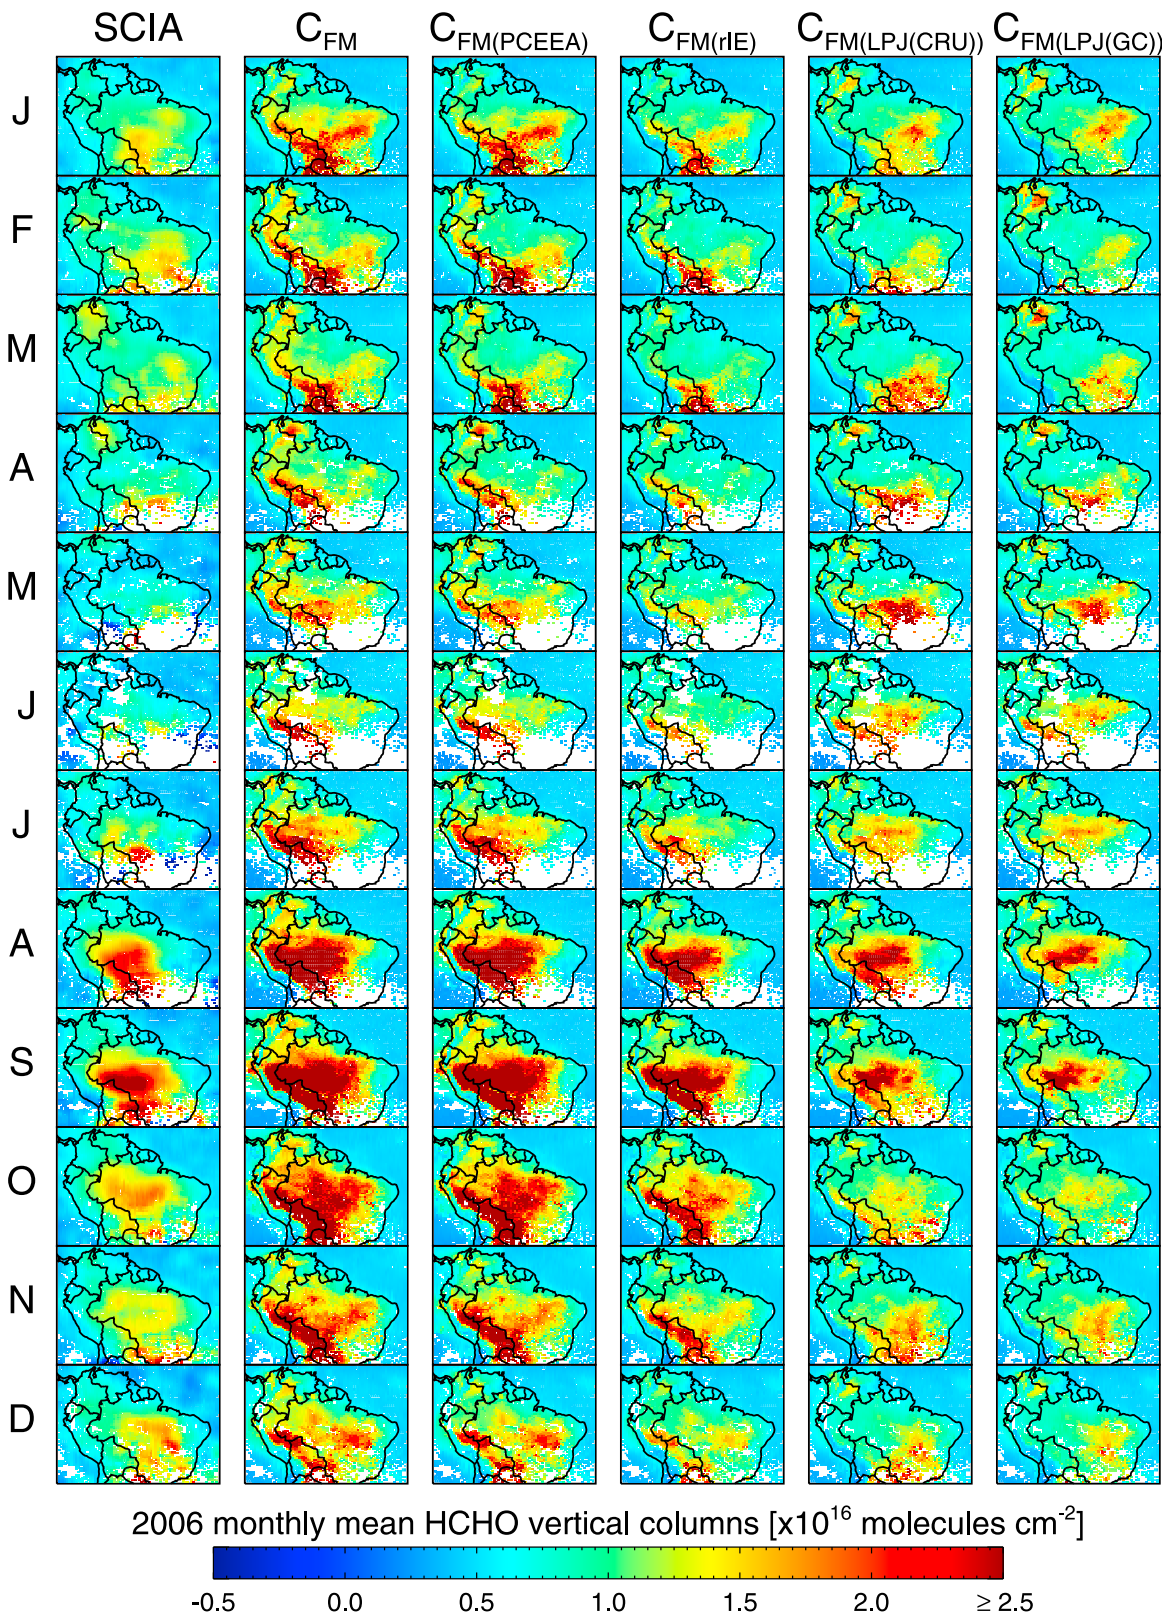 SCIA C_FM C_FM(PCEEA) C_FM(rIE) C_FM(LPJ(CRU)) C_FM(LPJ(GC))
J
F
M
A
M
J
J
A
S
O
N
D
2006 monthly mean HCHO vertical columns [x10^16 molecules cm^-2]
-0.5 0.0 0.5 1.0 1.5 2.0 ≥ 2.5